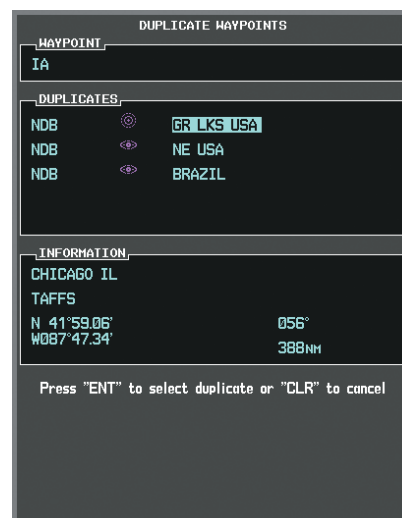 DUPLICATE WAYPOINTS
WAYPOINT
IA
DUPLICATES
NDB GR LKS USA
NDB NE USA
NDB BRAZIL
INFORMATION
CHICAGO IL
TAFFS
N 41°59.06' 056°
W087°47.34' 388NM
Press "ENT" to select duplicate or "CLR" to cancel